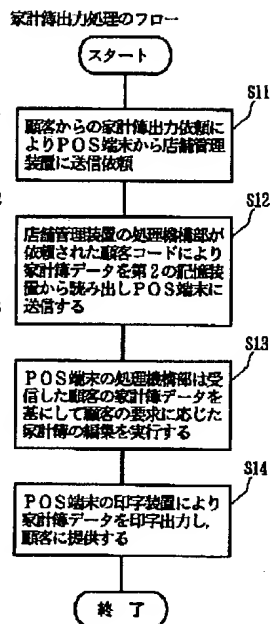 家計簿出力処理のフロー
スタート
S11
顧客からの家計簿出力依頼に
よりPOS端末から店舗管理
装置に送信依頼
S12
店舗管理装置の処理機構部が
依頼された顧客コードにより
家計簿データを第2の記憶装
置から読み出しPOS端末に
送信する
S13
POS端末の処理機構部は受
信した顧客の家計簿データを
基にして顧客の要求に応じた
家計簿の編集を実行する
S14
POS端末の印字装置により
家計簿データを印字出力し,
顧客に提供する
終了